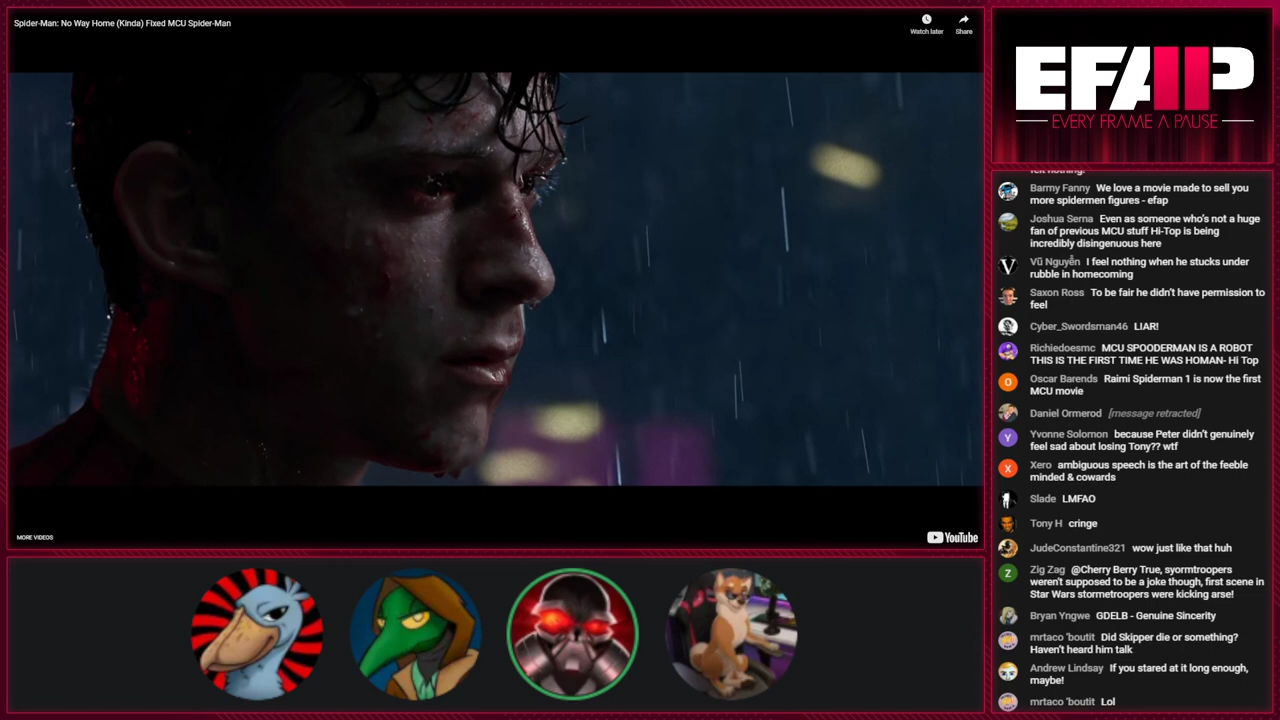 Spider-Man: No Way Home (Kinda) Fixed MCU Spider-Man
Watch later
Share
MORE VIDEOS
YouTube
EFAP
EVERY FRAME A PAUSE
felt nothing!
Barmy Fanny We love a movie made to sell you
more spidermen figures - efap
Joshua Serna Even as someone who's not a huge
fan of previous MCU stuff Hi-Top is being
incredibly disingenuous here
Vũ Nguyễn I feel nothing when he stucks under
rubble in homecoming
Saxon Ross To be fair he didn't have permission to
feel
Cyber_Swordsman46 LIAR!
Richiedoesmc MCU SPOODERMAN IS A ROBOT
THIS IS THE FIRST TIME HE WAS HOMAN- Hi Top
Oscar Barends Raimi Spiderman 1 is now the first
MCU movie
Daniel Ormerod [message retracted]
Yvonne Solomon because Peter didn't genuinely
feel sad about losing Tony?? wtf
Xero ambiguous speech is the art of the feeble
minded & cowards
Slade LMFAO
Tony H cringe
JudeConstantine321 wow just like that huh
Zig Zag @Cherry Berry True, syormtroopers
weren't supposed to be a joke though, first scene in
Star Wars stormetroopers were kicking arse!
Bryan Yngwe GDELB - Genuine Sincerity
mrtaco 'boutit Did Skipper die or something?
Haven't heard him talk
Andrew Lindsay If you stared at it long enough,
maybe!
mrtaco 'boutit Lol